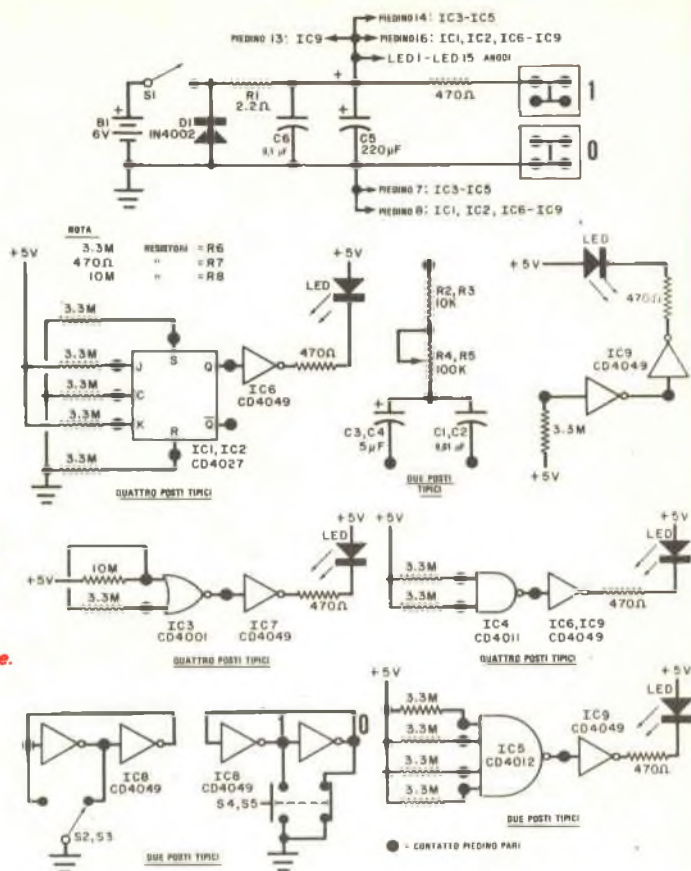 PIEDINO 14: IC3-IC5
PIEDINO 13: IC9
PIEDINO 16: IC1, IC2, IC6-IC9
LED1-LED15 ANODI
S1
R1
2.2Ω
470Ω
1
B1
6V
D1
IN4002
C6
0,1 µF
C5
220µF
0
PIEDINO 7: IC3-IC5
PIEDINO 8: IC1, IC2, IC6-IC9
NOTA
3.3M RESISTORI = R6
470Ω " = R7
10M " = R8
+5V
+5V
LED
3.3M
3.3M
3.3M
3.3M
3.3M
J
S
Q
C
K
R
Q̅
IC6
CD4049
470Ω
IC1, IC2
CD4027
QUATTRO POSTI TIPICI
R2, R3
10K
R4, R5
100K
C3, C4
5µF
C1, C2
0,01 µF
DUE POSTI
TIPICI
LED
+5V
470Ω
IC9
CD4049
3.3M
+5V
10M
3.3M
IC3
CD4001
IC7
CD4049
470Ω
LED
+5V
QUATTRO POSTI TIPICI
+5V
3.3M
3.3M
IC4
CD4011
IC6, IC9
CD4049
470Ω
LED
+5V
QUATTRO POSTI TIPICI
e.
IC8
CD4049
S2, S3
DUE POSTI TIPICI
IC8
CD4049
S4, S5
0
+5V
3.3M
3.3M
3.3M
3.3M
IC5
CD4012
IC9
CD4049
470Ω
LED
+5V
DUE POSTI TIPICI
= CONTATTO PIEDINO PARI